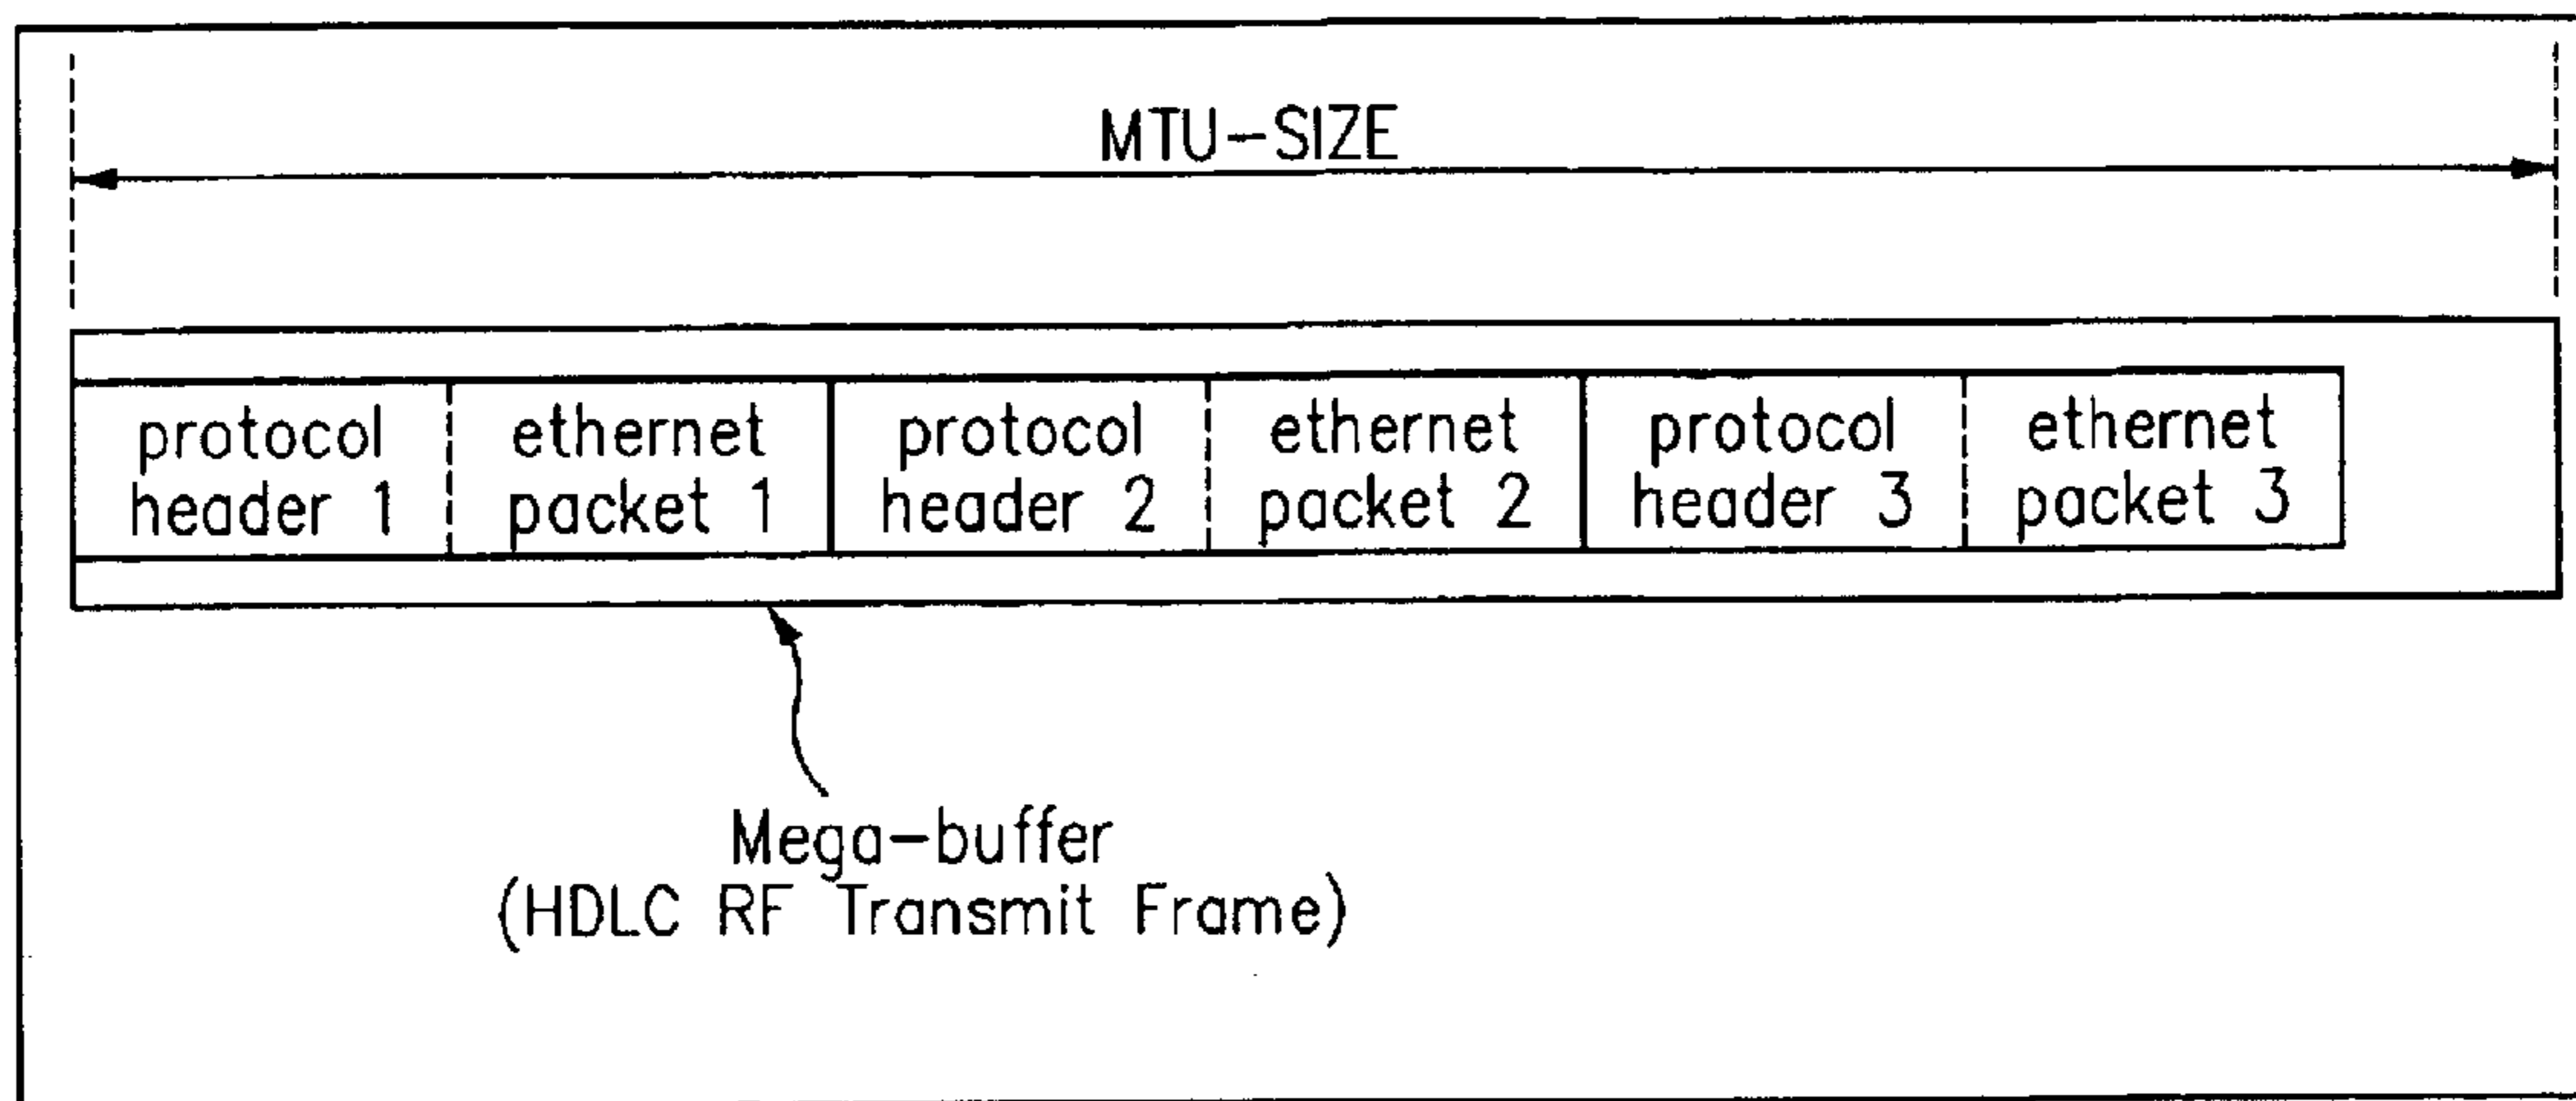 MTU-SIZE
protocol header 1
ethernet packet 1
protocol header 2
ethernet packet 2
protocol header 3
ethernet packet 3
Mega-buffer
(HDLC RF Transmit Frame)